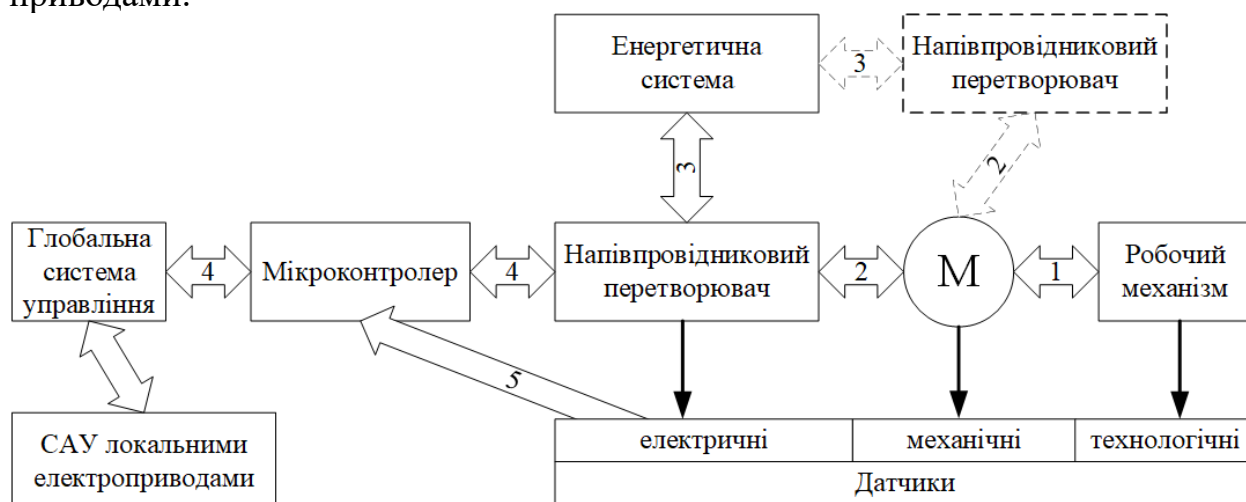 приводами.
Енергетична
система
3
Напівпровідниковий
перетворювач
3
2
Глобальна
система
управління
4
Мікроконтролер
4
Напівпровідниковий
перетворювач
2
М
1
Робочий
механізм
5
САУ локальними
електроприводами
електричні
механічні
технологічні
Датчики